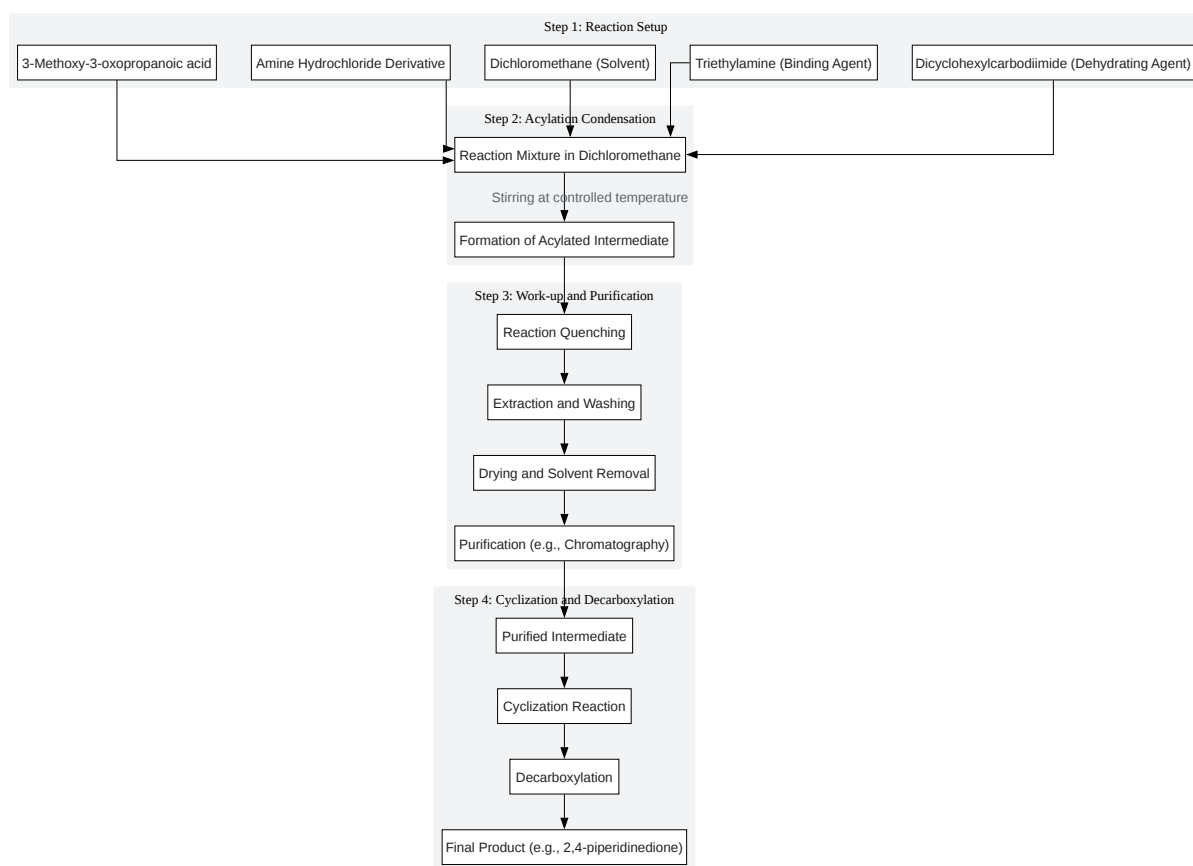 Step 1: Reaction Setup
3-Methoxy-3-oxopropanoic acid
Amine Hydrochloride Derivative
Dichloromethane (Solvent)
Triethylamine (Binding Agent)
Dicyclohexylcarbodiimide (Dehydrating Agent)
Step 2: Acylation Condensation
Reaction Mixture in Dichloromethane
Stirring at controlled temperature
Formation of Acylated Intermediate
Step 3: Work-up and Purification
Reaction Quenching
Extraction and Washing
Drying and Solvent Removal
Purification (e.g., Chromatography)
Step 4: Cyclization and Decarboxylation
Purified Intermediate
Cyclization Reaction
Decarboxylation
Final Product (e.g., 2,4-piperidinedione)